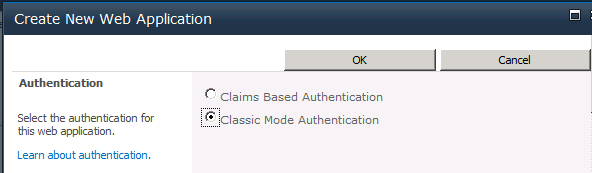 Create New Web Application
OK
Cancel
Authentication
Select the authentication for
this web application.
Learn about authentication.
Claims Based Authentication
Classic Mode Authentication